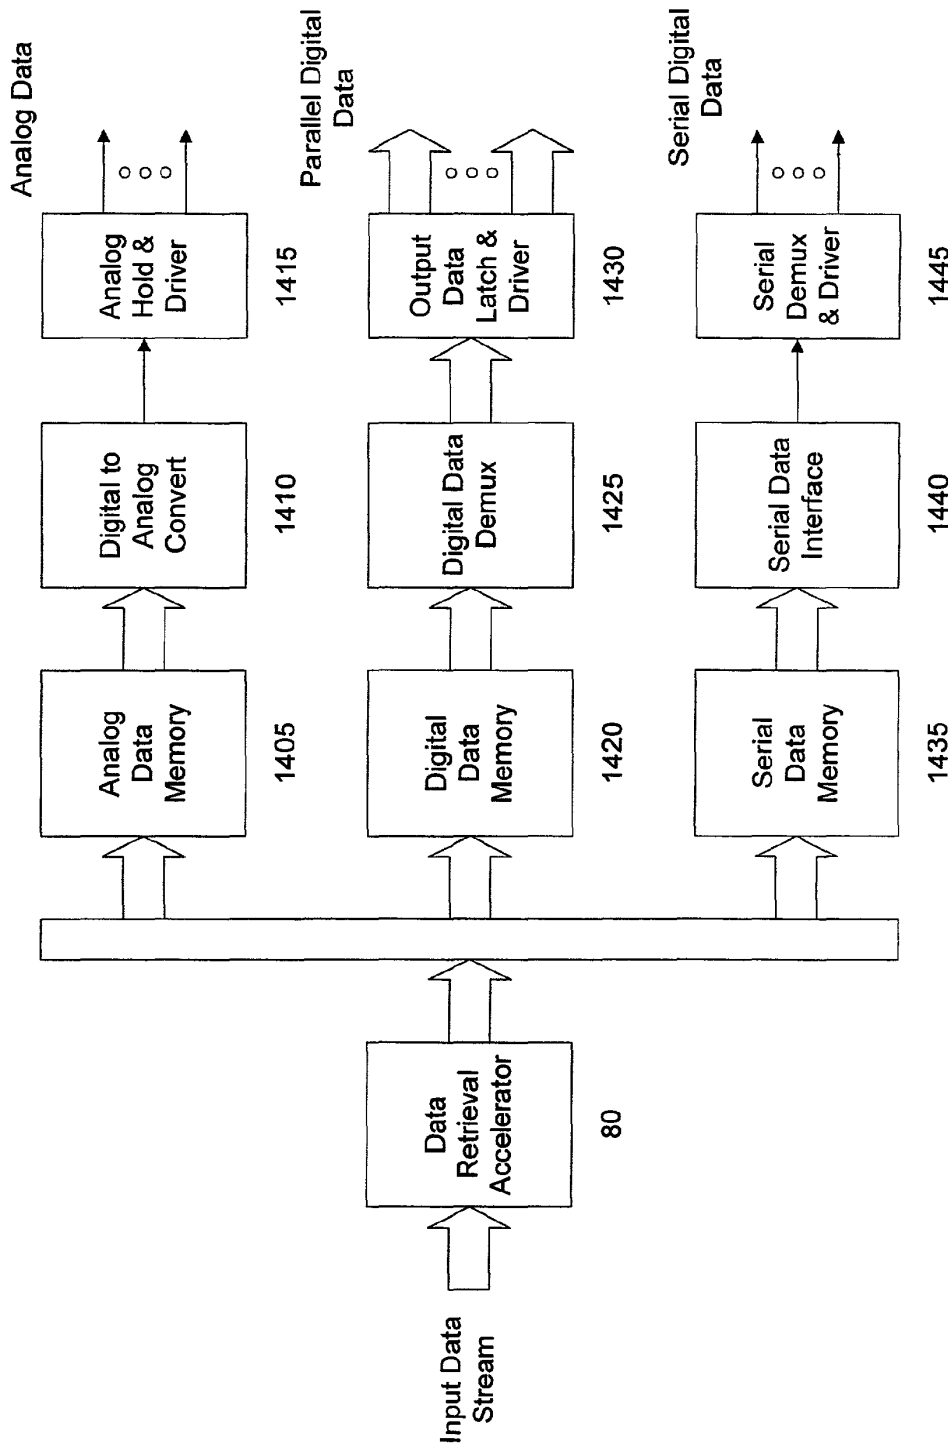 Input Data
Stream
Data
Retrieval
Accelerator
80
Analog
Data
Memory
1405
Digital to
Analog
Convert
1410
Analog
Hold &
Driver
1415
Analog Data
Digital
Data
Memory
1420
Digital Data
Demux
1425
Output
Data
Latch &
Driver
1430
Parallel Digital
Data
Serial
Data
Memory
1435
Serial Data
Interface
1440
Serial
Demux
& Driver
1445
Serial Digital
Data